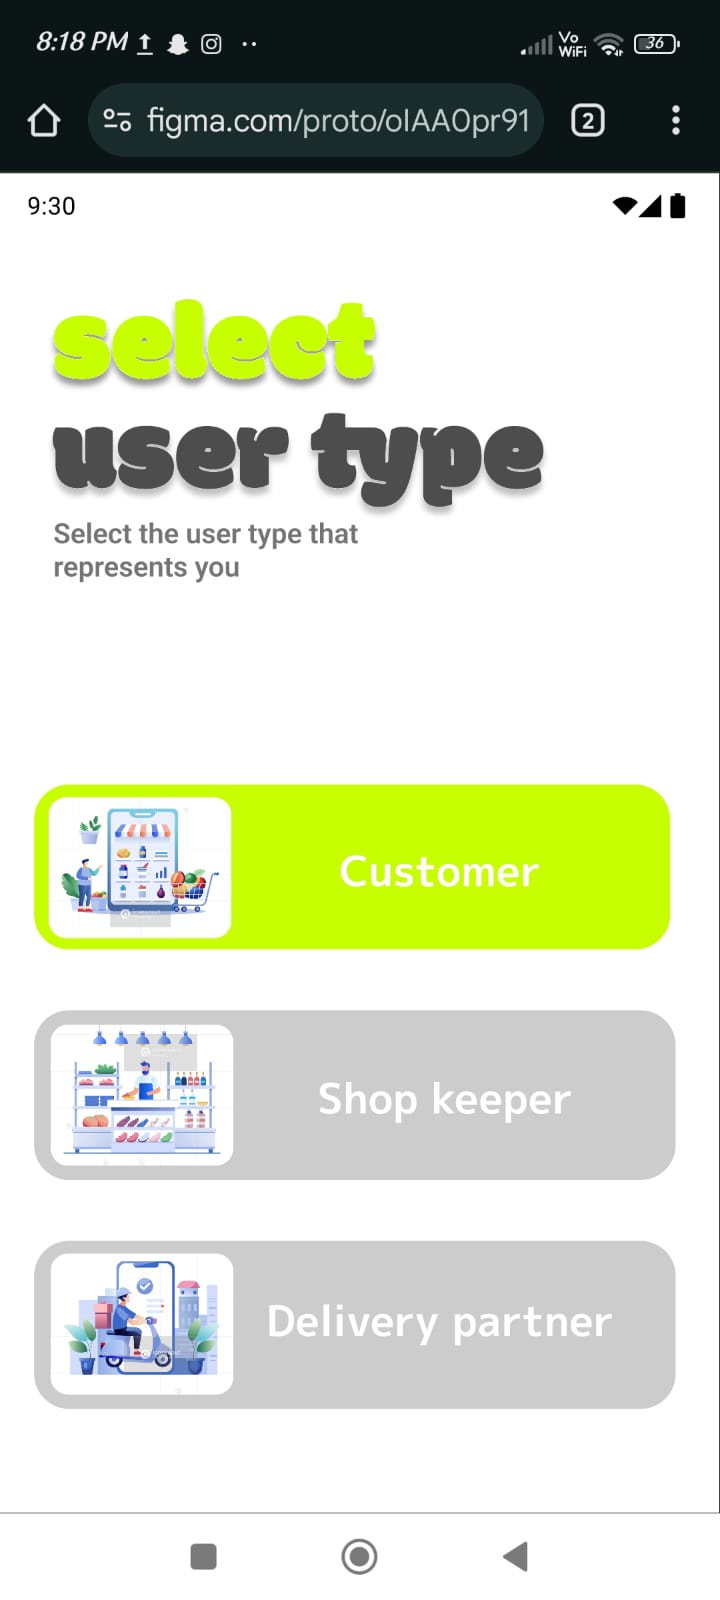 8:18 PM
Vo
WiFi
36
figma.com/proto/olAAOpr91
2
9:30
select
user type
Select the user type that
represents you
Customer
Shop keeper
Delivery partner